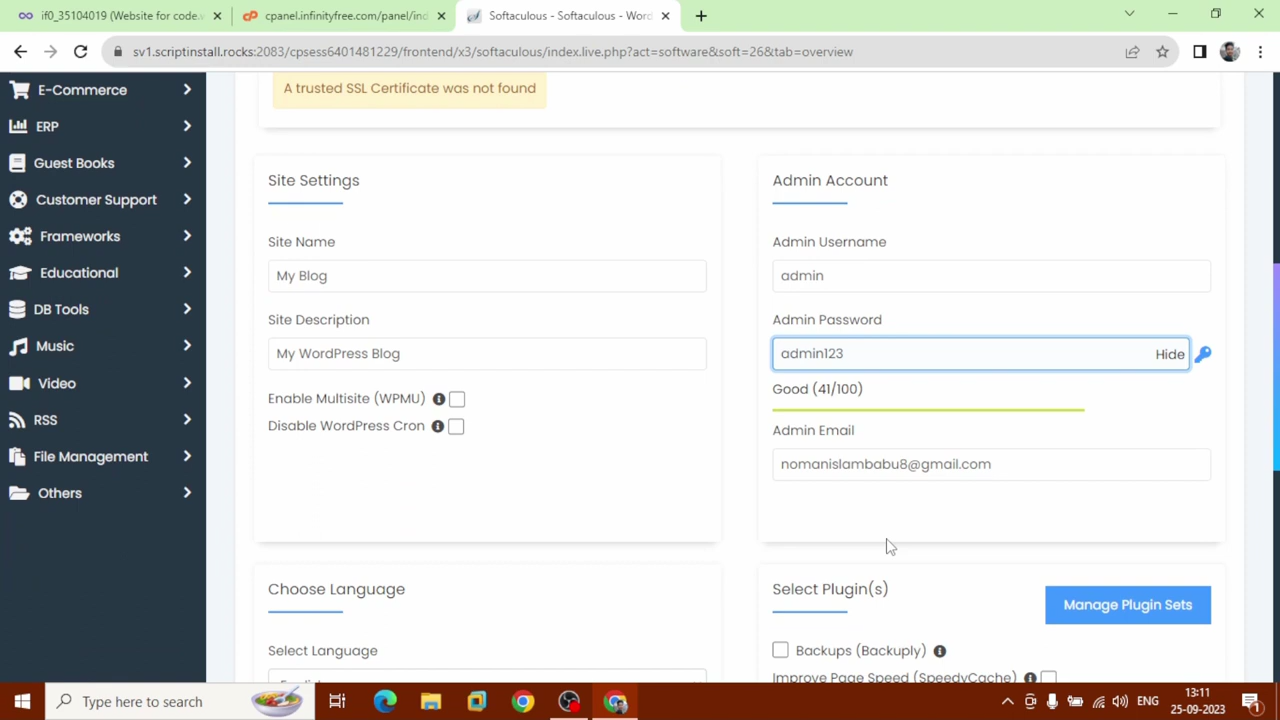 if0_35104019 (Website for code.v
cpanel.infinityfree.com/panel/ind
Softaculous - Softaculous - Word
sv1.scriptinstall.rocks:2083/cpsess6401481229/frontend/x3/softaculous/index.live.php?act=software&soft=26&tab=overview
E-Commerce
ERP
Guest Books
Customer Support
Frameworks
Educational
DB Tools
Music
Video
RSS
File Management
Others
A trusted SSL Certificate was not found
Site Settings
Site Name
My Blog
Site Description
My WordPress Blog
Enable Multisite (WPMU)
Disable WordPress Cron
Admin Account
Admin Username
admin
Admin Password
admin123 Hide
Good (41/100)
Admin Email
nomanislambabu8@gmail.com
Choose Language
Select Language
Select Plugin(s)
Manage Plugin Sets
Backups (Backuply)
Improve Page Speed (SpeedyCache)
Type here to search
ENG
13:11
25-09-2023